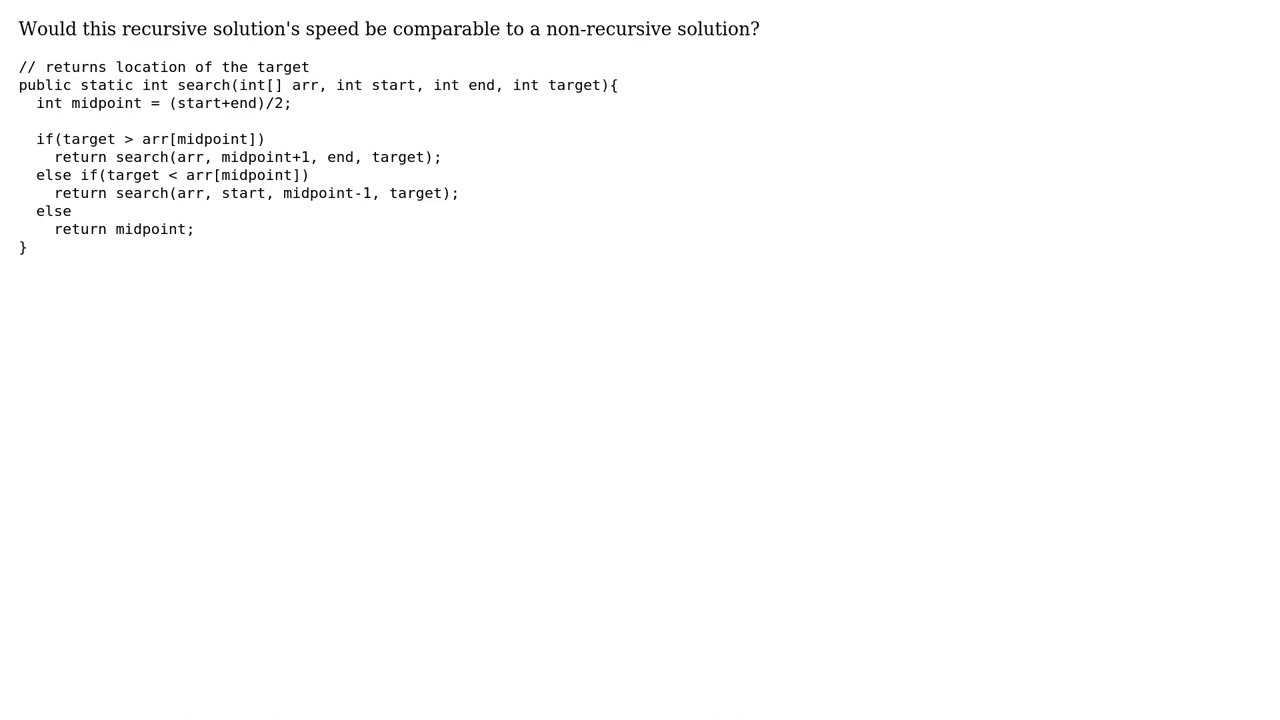 Would this recursive solution's speed be comparable to a non-recursive solution?
// returns location of the target
public static int search(int[] arr, int start, int end, int target){
  int midpoint = (start+end)/2;

  if(target > arr[midpoint])
    return search(arr, midpoint+1, end, target);
  else if(target < arr[midpoint])
    return search(arr, start, midpoint-1, target);
  else
    return midpoint;
}